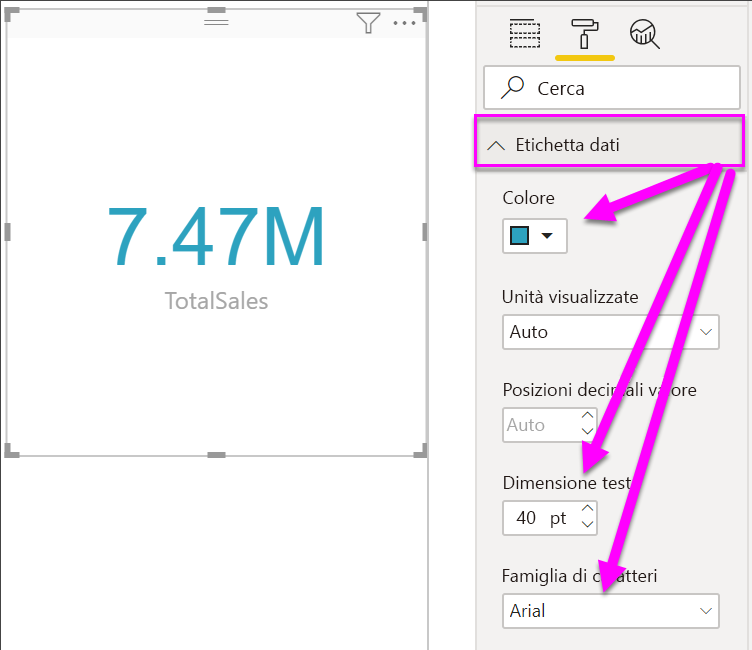 7.47M
TotalSales
Cerca
Etichetta dati
Colore
Unità visualizzate
Auto
Posizioni decimali valore
Auto
Dimensione test
40 pt
Famiglia di caratteri
Arial